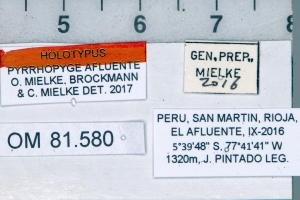 6 7 8
HOLOTYPUS
PYRRHOPYGE AFLUENTE
O. MIELKE, BROCKMANN
& C. MIELKE DET. 2017
GEN. PREP.
MIELKE
2016
OM 81.580
PERU, SAN MARTIN, RIOJA,
EL AFLUENTE, IX-2016
5°39'48" S, 77°41'41" W
1320m, J. PINTADO LEG.